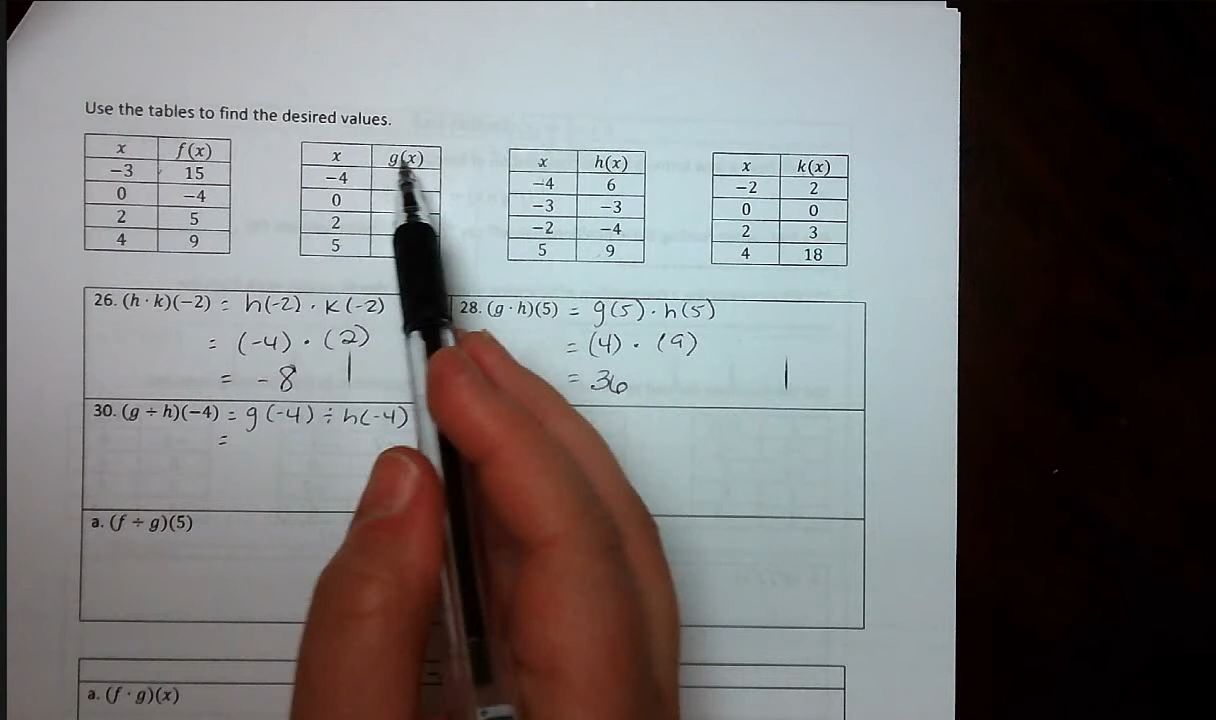 Use the tables to find the desired values.
x f(x)
−3 15
0 −4
2 5
4 9
x g(x)
−4
0
2
5
x h(x)
−4 6
−3 −3
−2 −4
5 9
x k(x)
−2 2
0 0
2 3
4 18
26. (h · k)(−2) = h(-2) · k(-2)
= (-4) · (2)
= -8
28. (g · h)(5) = g(5) · h(5)
= (4) · (9)
= 36
30. (g ÷ h)(−4) = g(-4) ÷ h(-4)
=
a. (f ÷ g)(5)
a. (f · g)(x)